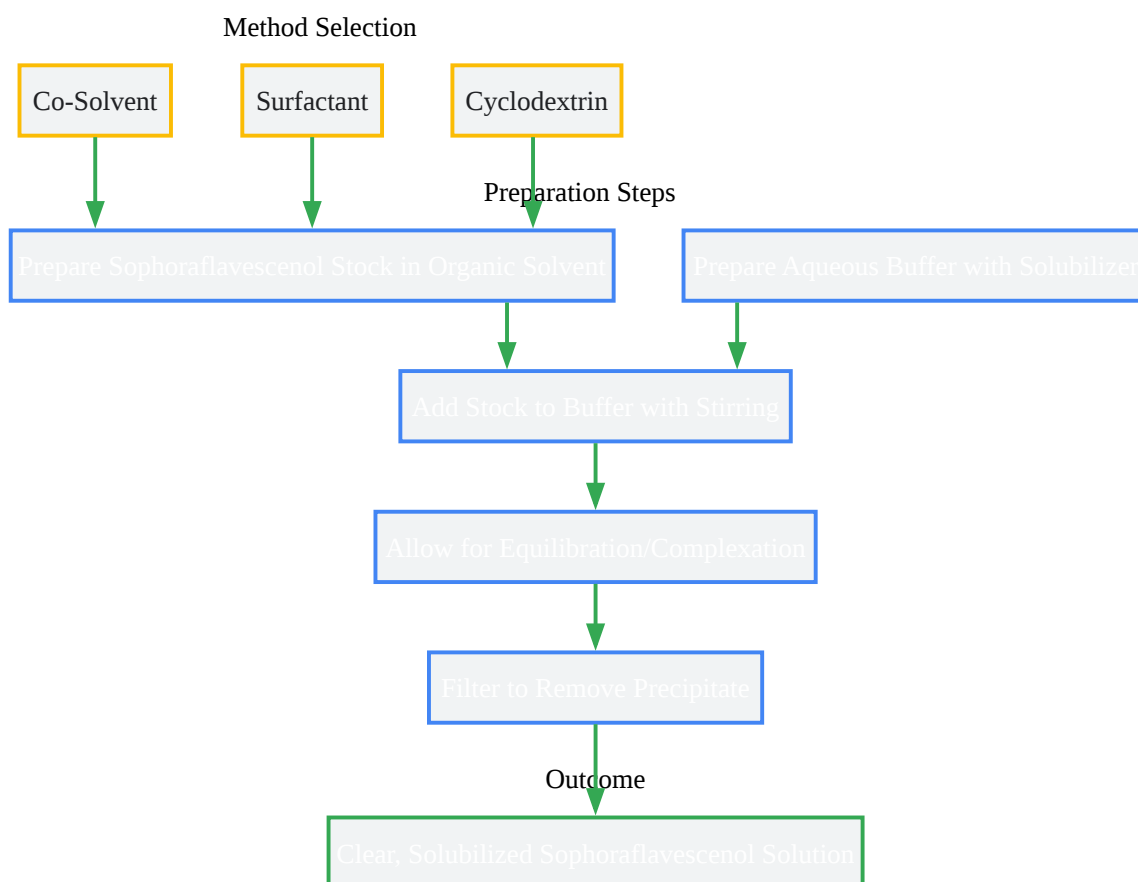 Method Selection
Co-Solvent
Surfactant
Cyclodextrin
Preparation Steps
Prepare Sophoraflavescenol Stock in Organic Solvent
Prepare Aqueous Buffer with Solubilizer
Add Stock to Buffer with Stirring
Allow for Equilibration/Complexation
Filter to Remove Precipitate
Outcome
Clear, Solubilized Sophoraflavescenol Solution